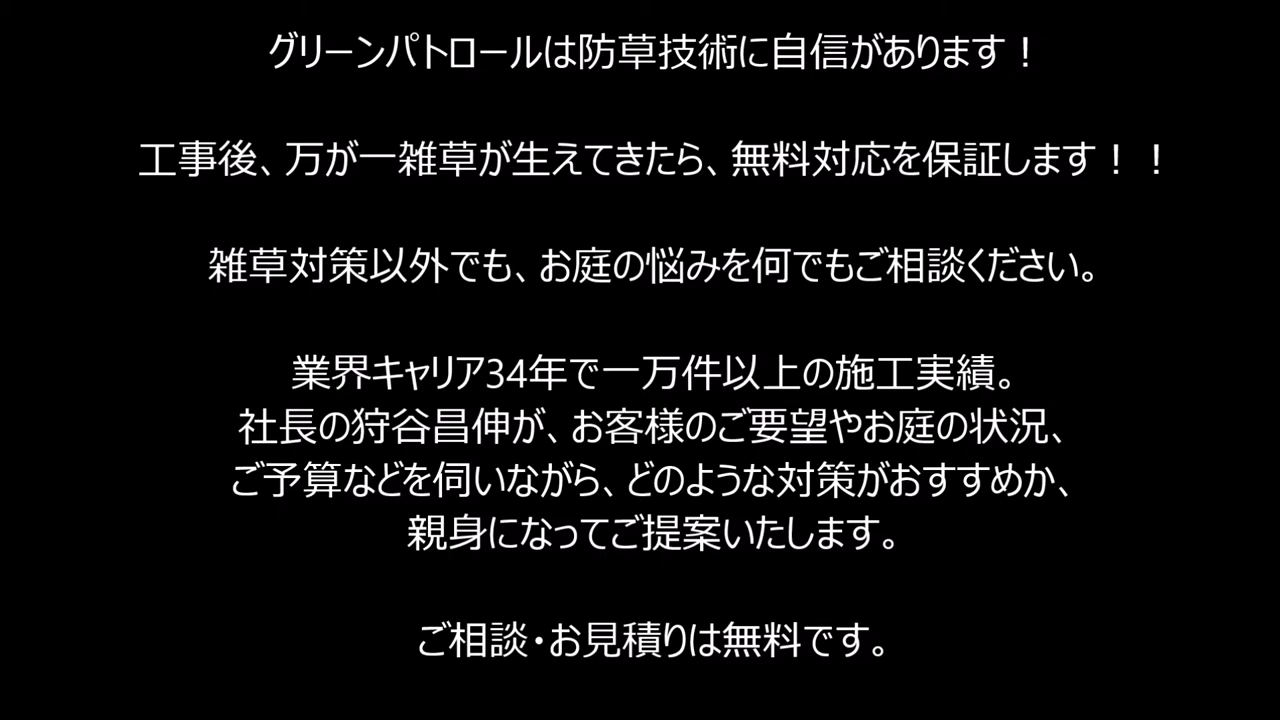 グリーンパトロールは防草技術に自信があります！
工事後、万が一雑草が生えてきたら、無料対応を保証します！！
雑草対策以外でも、お庭の悩みを何でもご相談ください。
業界キャリア34年で一万件以上の施工実績。
社長の狩谷昌伸が、お客様のご要望やお庭の状況、
ご予算などを伺いながら、どのような対策がおすすめか、
親身になってご提案いたします。
ご相談・お見積りは無料です。